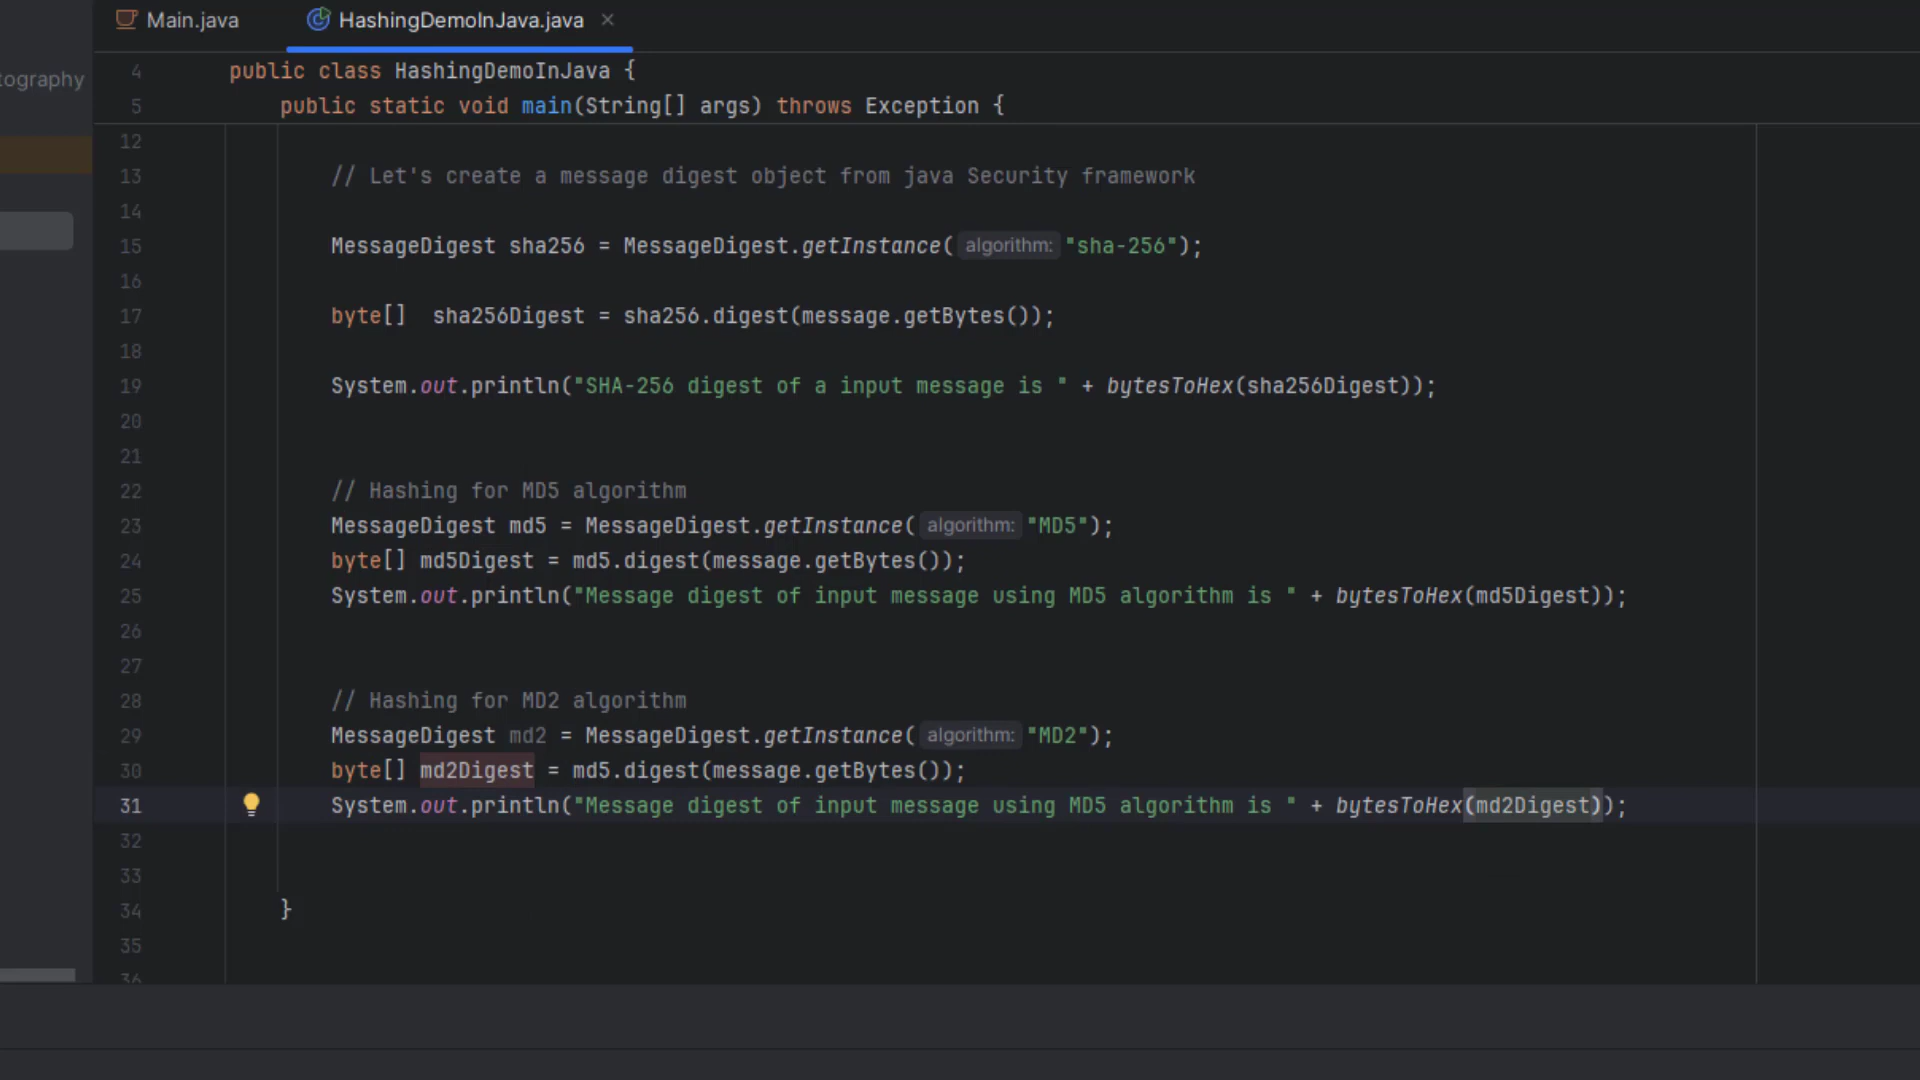 Main.java HashingDemoInJava.java ×
tography
4 public class HashingDemoInJava {
5 public static void main(String[] args) throws Exception {
12
13 // Let's create a message digest object from java Security framework
14
15 MessageDigest sha256 = MessageDigest.getInstance( algorithm: "sha-256");
16
17 byte[]  sha256Digest = sha256.digest(message.getBytes());
18
19 System.out.println("SHA-256 digest of a input message is " + bytesToHex(sha256Digest));
20
21
22 // Hashing for MD5 algorithm
23 MessageDigest md5 = MessageDigest.getInstance( algorithm: "MD5");
24 byte[] md5Digest = md5.digest(message.getBytes());
25 System.out.println("Message digest of input message using MD5 algorithm is " + bytesToHex(md5Digest));
26
27
28 // Hashing for MD2 algorithm
29 MessageDigest md2 = MessageDigest.getInstance( algorithm: "MD2");
30 byte[] md2Digest = md5.digest(message.getBytes());
31 System.out.println("Message digest of input message using MD5 algorithm is " + bytesToHex(md2Digest));
32
33
34 }
35
36